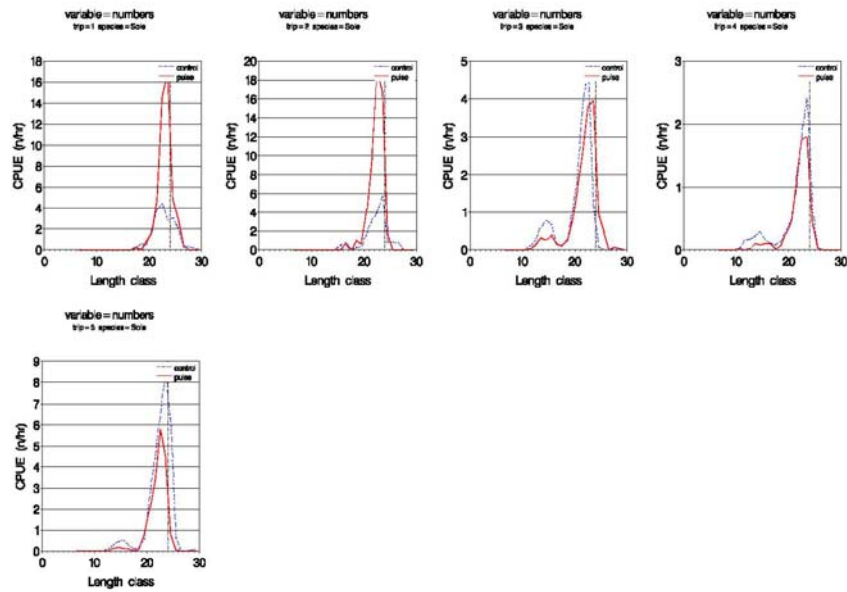 variable=numbers
trip=1 species=Sole
control
pulse
18
16
14
12
10
8
6
4
2
0
CPUE (n/hr)
0 10 20 30
Length class
variable=numbers
trip=2 species=Sole
control
pulse
20
18
16
14
12
10
8
6
4
2
0
CPUE (n/hr)
0 10 20 30
Length class
variable=numbers
trip=3 species=Sole
control
pulse
5
4
3
2
1
0
CPUE (n/hr)
0 10 20 30
Length class
variable=numbers
trip=4 species=Sole
control
pulse
3
2
1
0
CPUE (n/hr)
0 10 20 30
Length class
variable=numbers
trip=5 species=Sole
control
pulse
9
8
7
6
5
4
3
2
1
0
CPUE (n/hr)
0 10 20 30
Length class